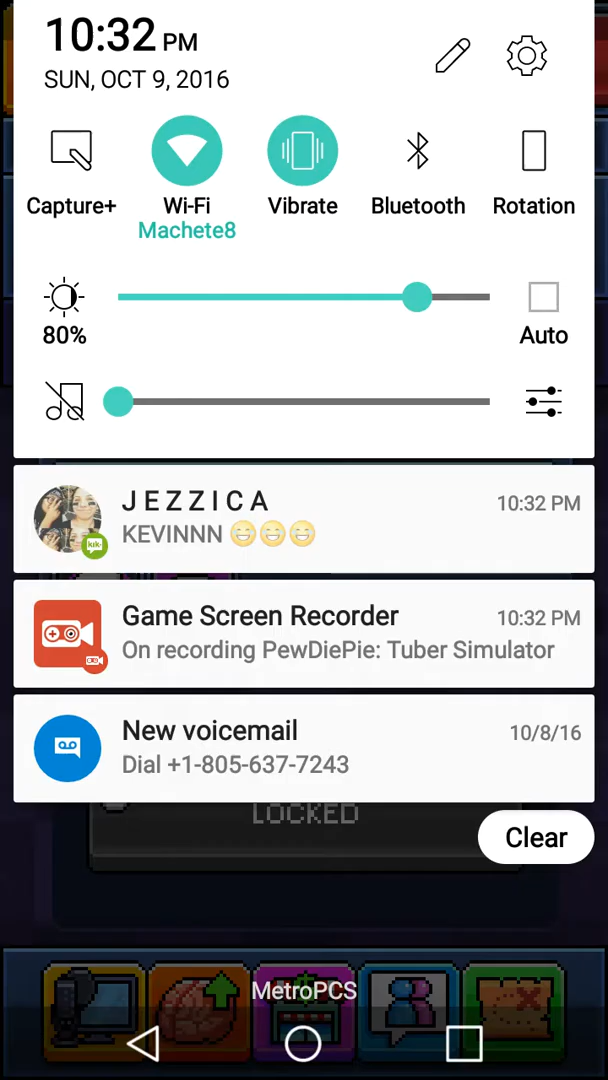 10:32 PM
SUN, OCT 9, 2016
Capture+ Wi-Fi Vibrate Bluetooth Rotation
Machete8
80% Auto
J E Z Z I C A 10:32 PM
KEVINNN 😁😁😁
kik
Game Screen Recorder 10:32 PM
On recording PewDiePie: Tuber Simulator
New voicemail 10/8/16
Dial +1-805-637-7243
LOCKED
Clear
MetroPCS